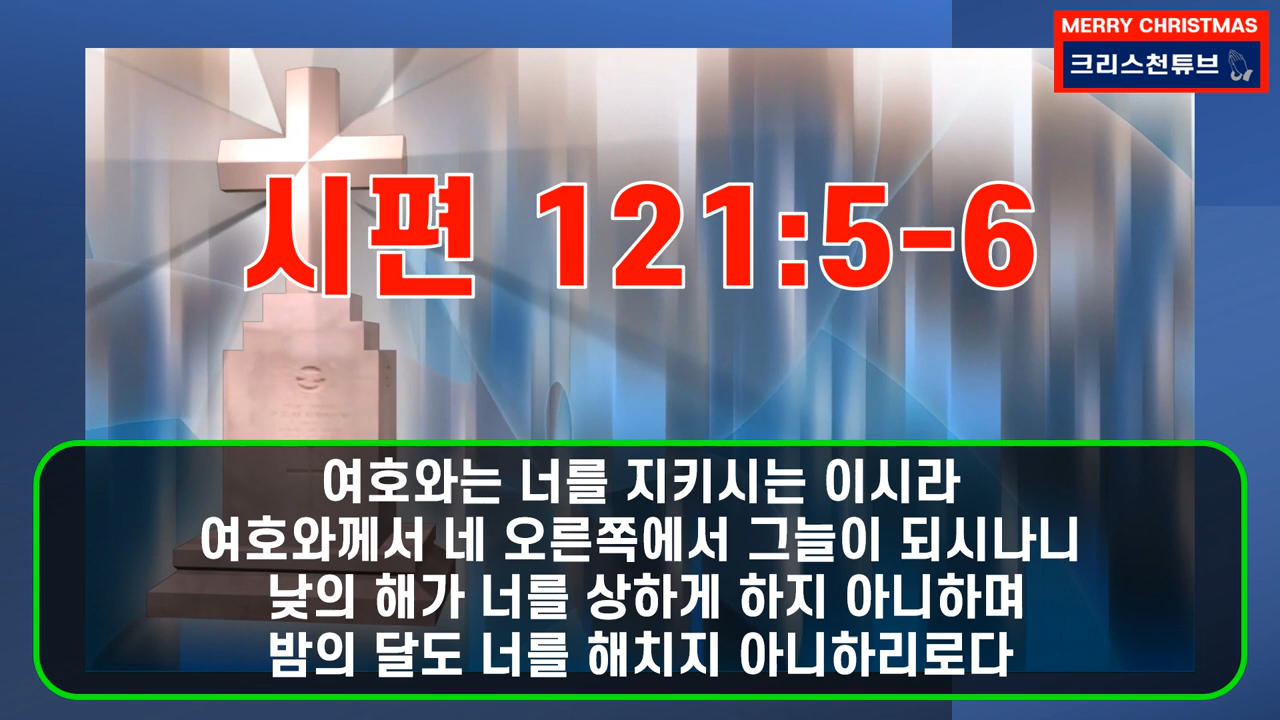 MERRY CHRISTMAS
크리스천튜브
시편 121:5-6
여호와는 너를 지키시는 이시라
여호와께서 네 오른쪽에서 그늘이 되시나니
낮의 해가 너를 상하게 하지 아니하며
밤의 달도 너를 해치지 아니하리로다